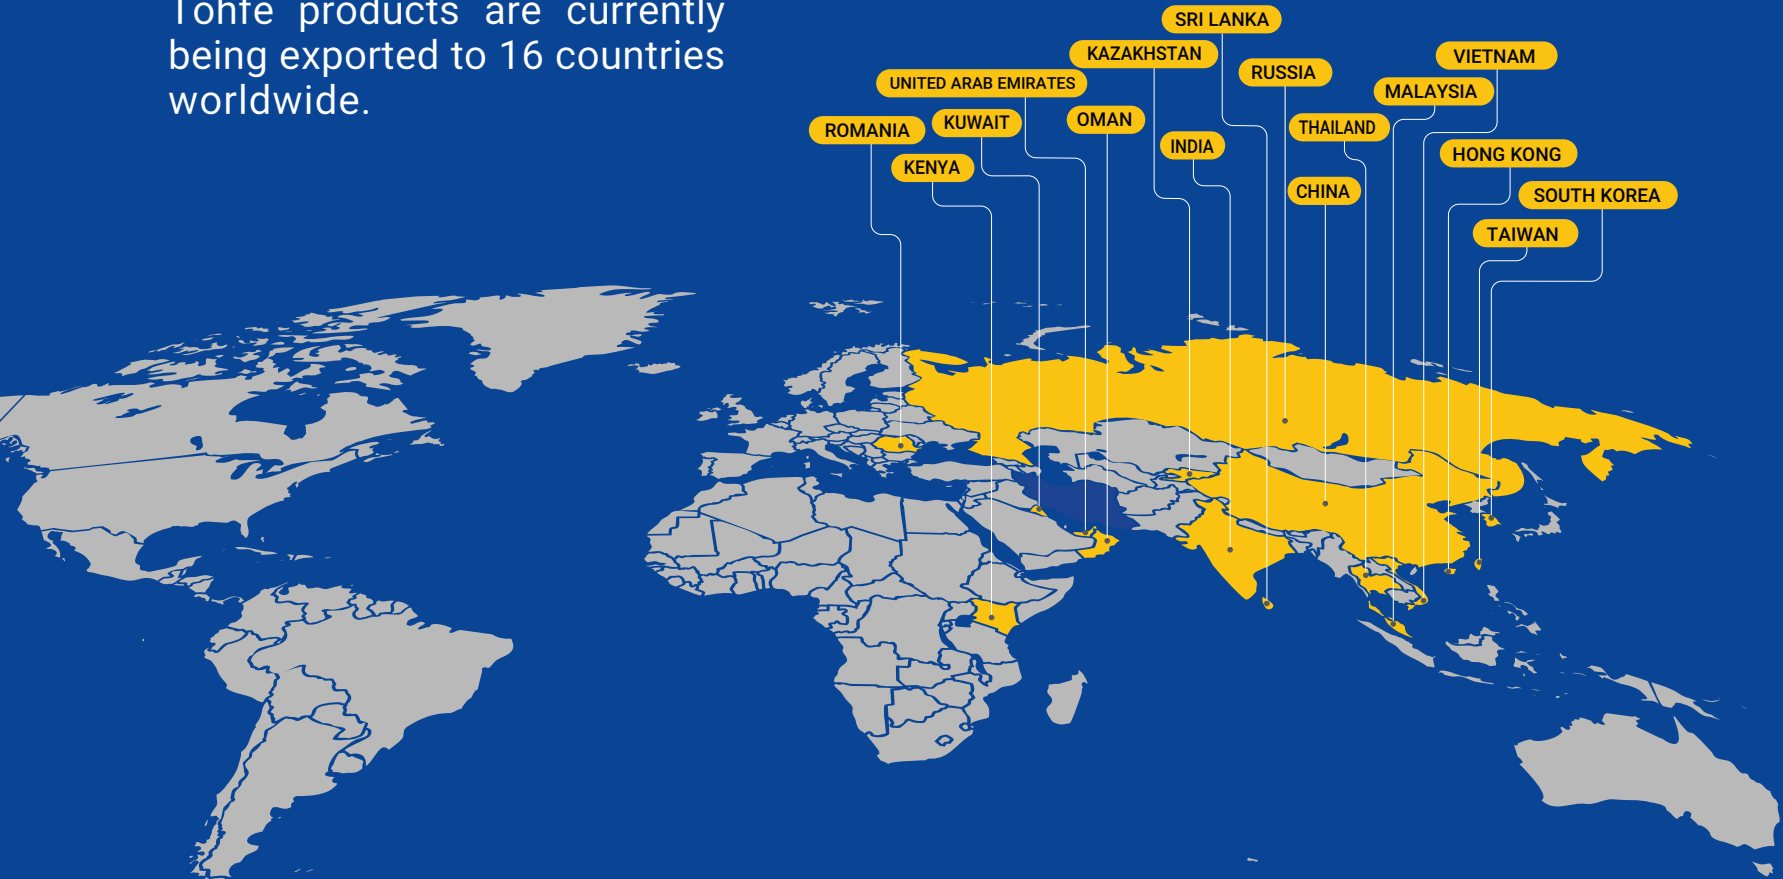 Tohfe products are currently
being exported to 16 countries
worldwide.
SRI LANKA
KAZAKHSTAN
VIETNAM
RUSSIA
UNITED ARAB EMIRATES
MALAYSIA
ROMANIA
KUWAIT
OMAN
THAILAND
INDIA
HONG KONG
KENYA
CHINA
SOUTH KOREA
TAIWAN